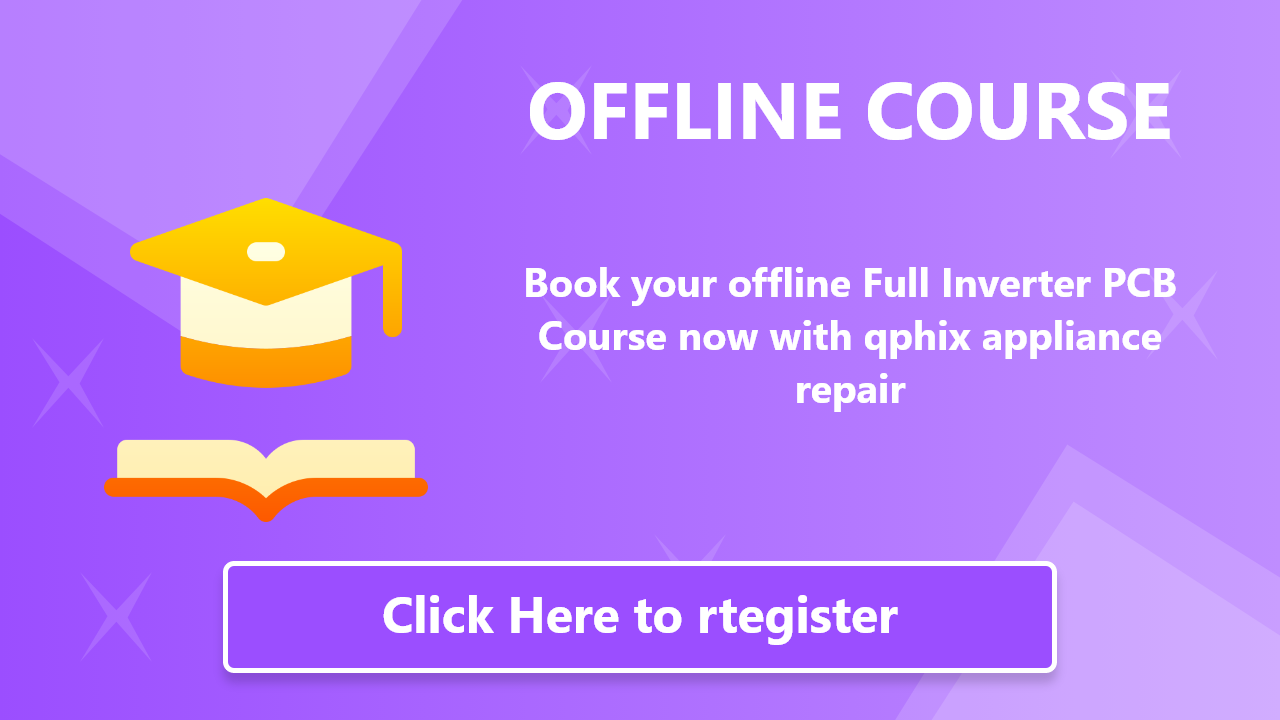 OFFLINE COURSE
Book your offline Full Inverter PCB
Course now with qphix appliance
repair
Click Here to rtegister